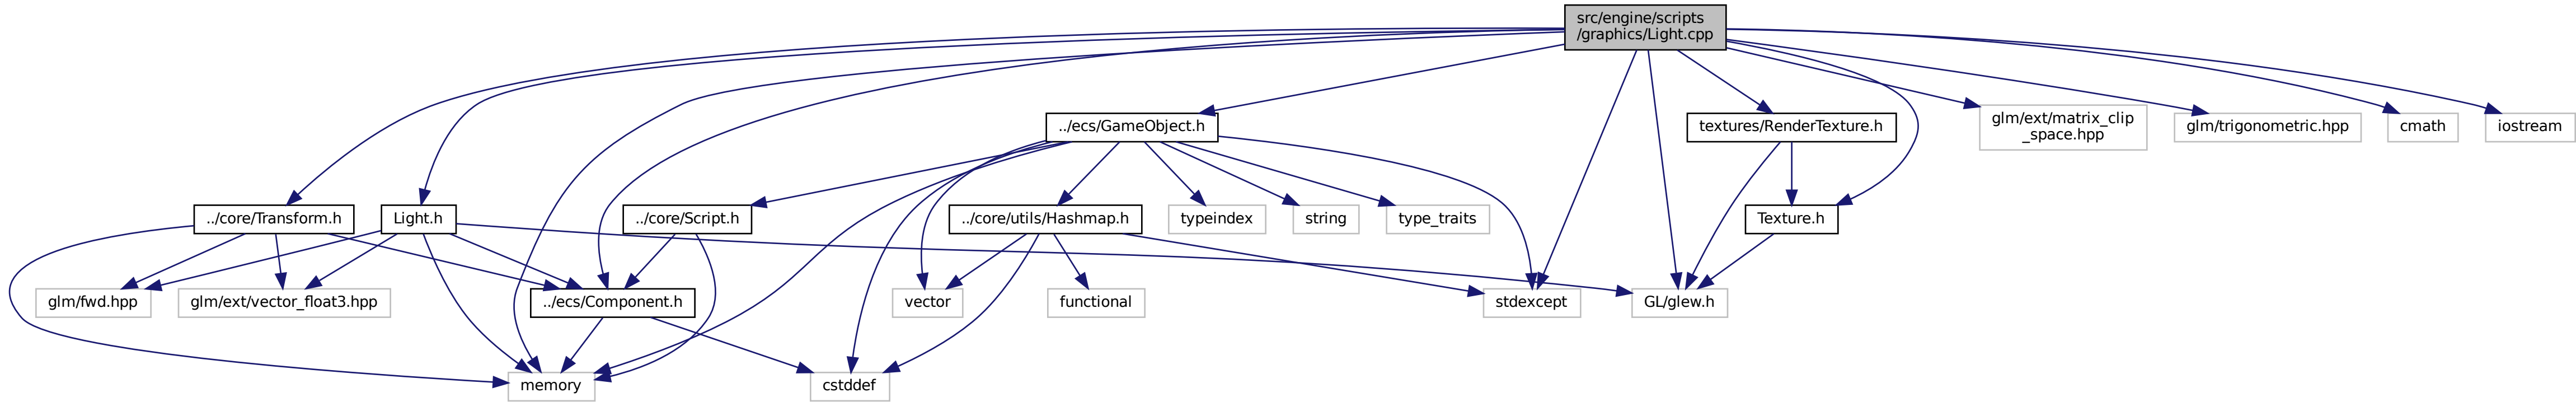 src/engine/scripts
/graphics/Light.cpp
../ecs/GameObject.h
textures/RenderTexture.h
glm/ext/matrix_clip
_space.hpp
glm/trigonometric.hpp
cmath
iostream
../core/Transform.h
Light.h
../core/Script.h
../core/utils/Hashmap.h
typeindex
string
type_traits
Texture.h
glm/fwd.hpp
glm/ext/vector_float3.hpp
../ecs/Component.h
vector
functional
stdexcept
GL/glew.h
memory
cstddef